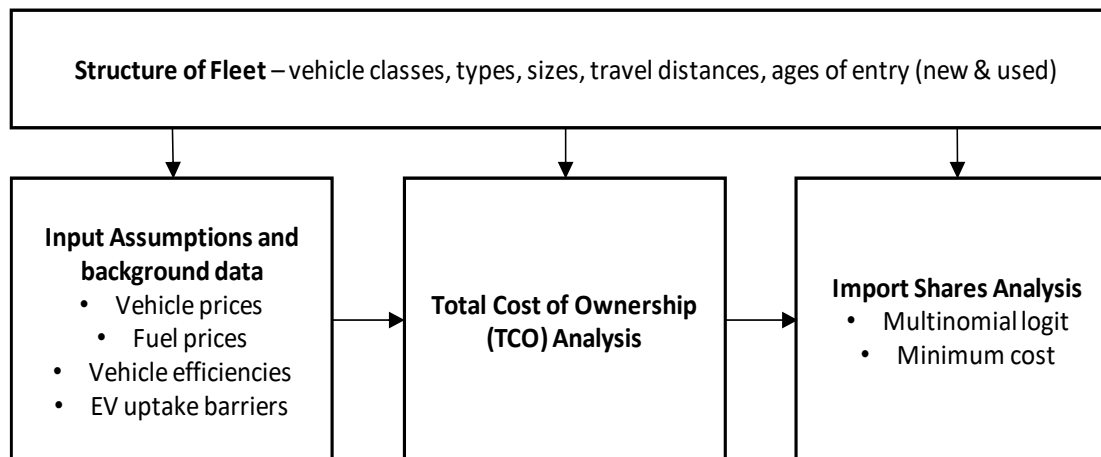 Structure of Fleet – vehicle classes, types, sizes, travel distances, ages of entry (new & used)
Input Assumptions and
background data
• Vehicle prices
• Fuel prices
• Vehicle efficiencies
• EV uptake barriers
Total Cost of Ownership
(TCO) Analysis
Import Shares Analysis
• Multinomial logit
• Minimum cost